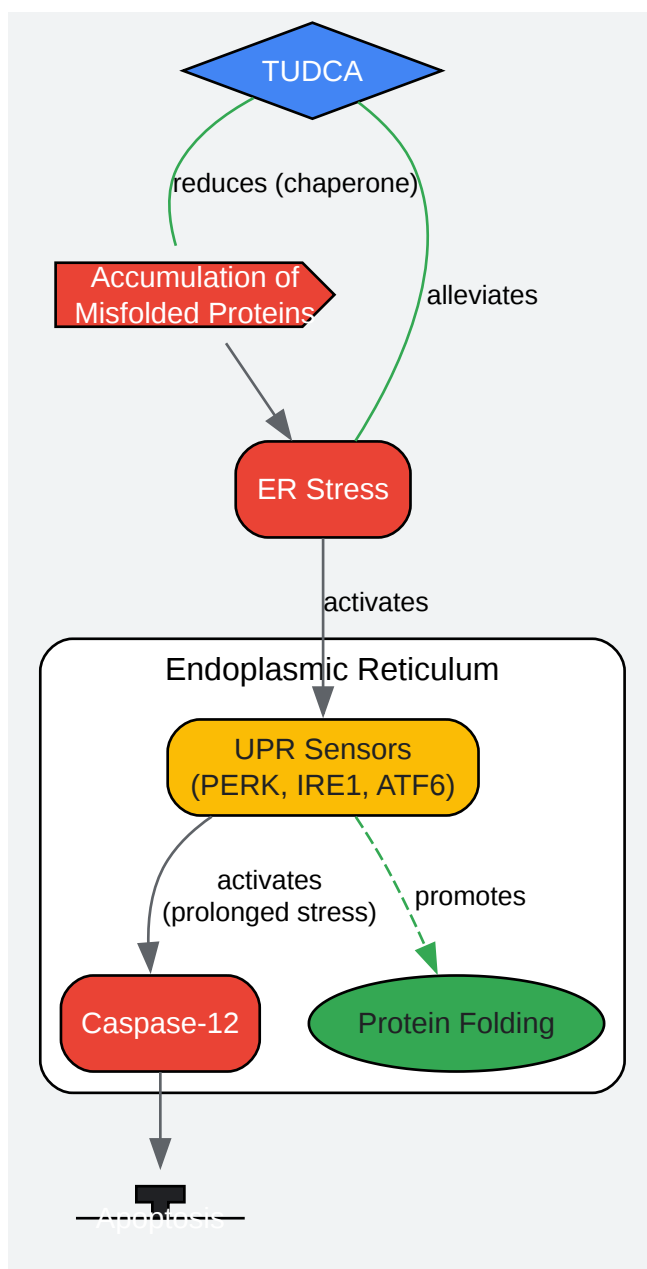 TUDCA
reduces (chaperone)
Accumulation of
Misfolded Proteins
alleviates
ER Stress
activates
Endoplasmic Reticulum
UPR Sensors
(PERK, IRE1, ATF6)
activates
(prolonged stress)
promotes
Caspase-12
Protein Folding
Apoptosis